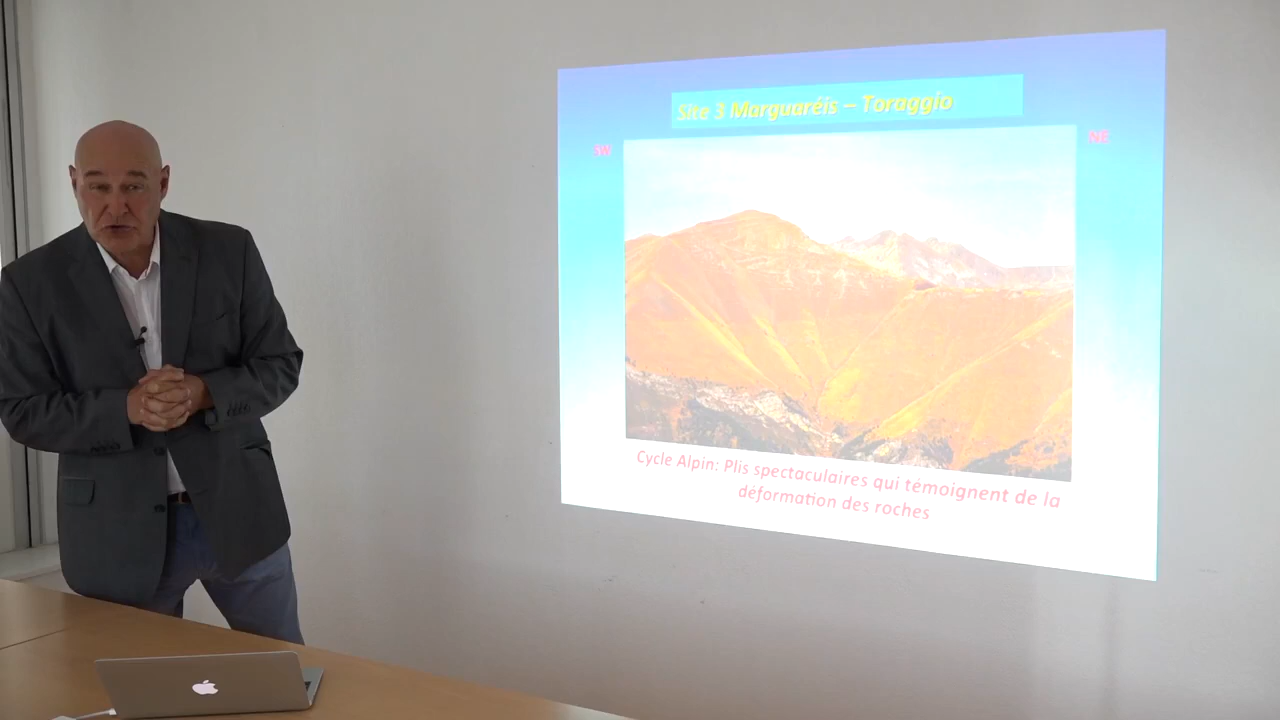 Site 3 Marguaréis – Toraggio
SW
NE
Cycle Alpin: Plis spectaculaires qui témoignent de la
déformation des roches